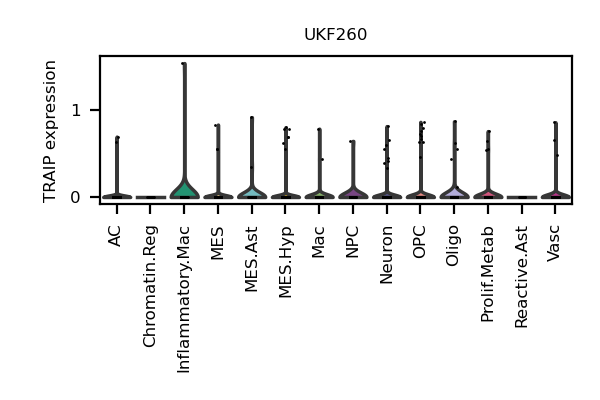 UKF260
TRAIP expression
1
0
AC
Chromatin.Reg
Inflammatory.Mac
MES
MES.Ast
MES.Hyp
Mac
NPC
Neuron
OPC
Oligo
Prolif.Metab
Reactive.Ast
Vasc